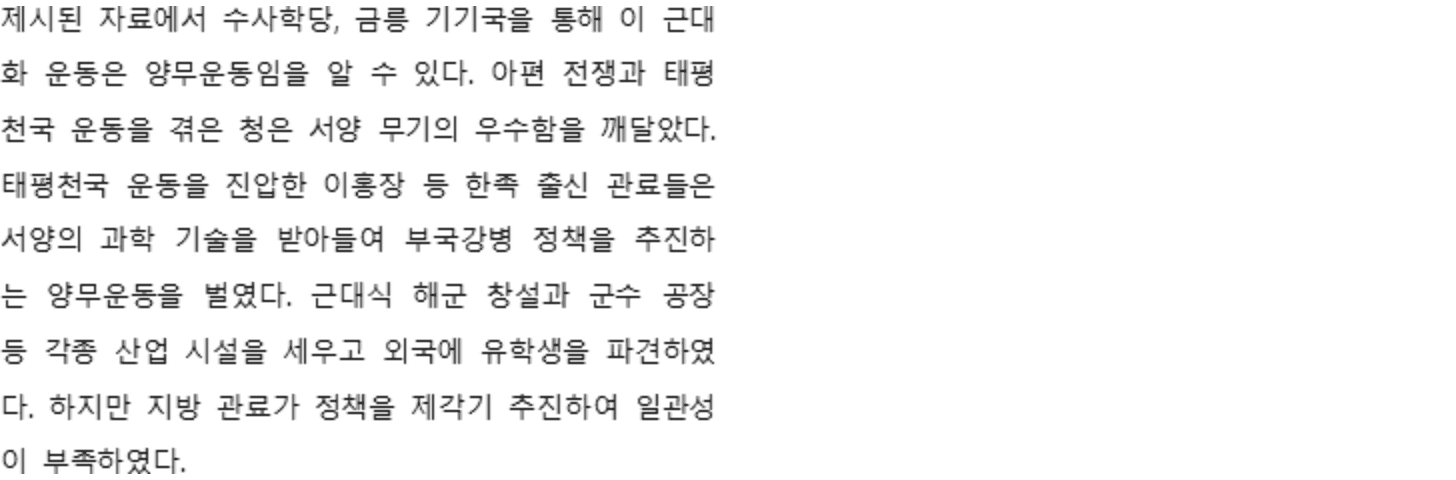 제시된 자료에서 수사학당, 금릉 기기국을 통해 이 근대
화 운동은 양무운동임을 알 수 있다. 아편 전쟁과 태평
천국 운동을 겪은 청은 서양 무기의 우수함을 깨달았다.
태평천국 운동을 진압한 이홍장 등 한족 출신 관료들은
서양의 과학 기술을 받아들여 부국강병 정책을 추진하
는 양무운동을 벌였다. 근대식 해군 창설과 군수 공장
등 각종 산업 시설을 세우고 외국에 유학생을 파견하였
다. 하지만 지방 관료가 정책을 제각기 추진하여 일관성
이 부족하였다.